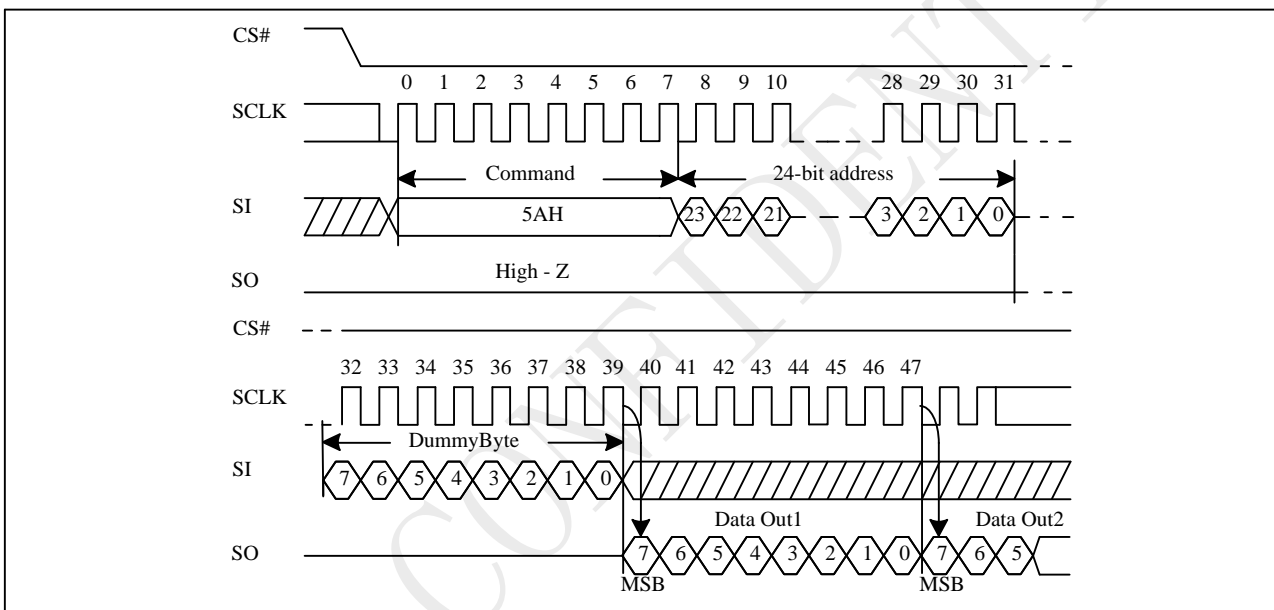 CS#
0 1 2 3 4 5 6 7 8 9 10 28 29 30 31
SCLK
Command 24-bit address
SI 5AH 23 22 21 3 2 1 0
High - Z
SO
CS#
32 33 34 35 36 37 38 39 40 41 42 43 44 45 46 47
SCLK
DummyByte
SI 7 6 5 4 3 2 1 0
Data Out1 Data Out2
SO 7 6 5 4 3 2 1 0 7 6 5
MSB MSB
CONFIDENT